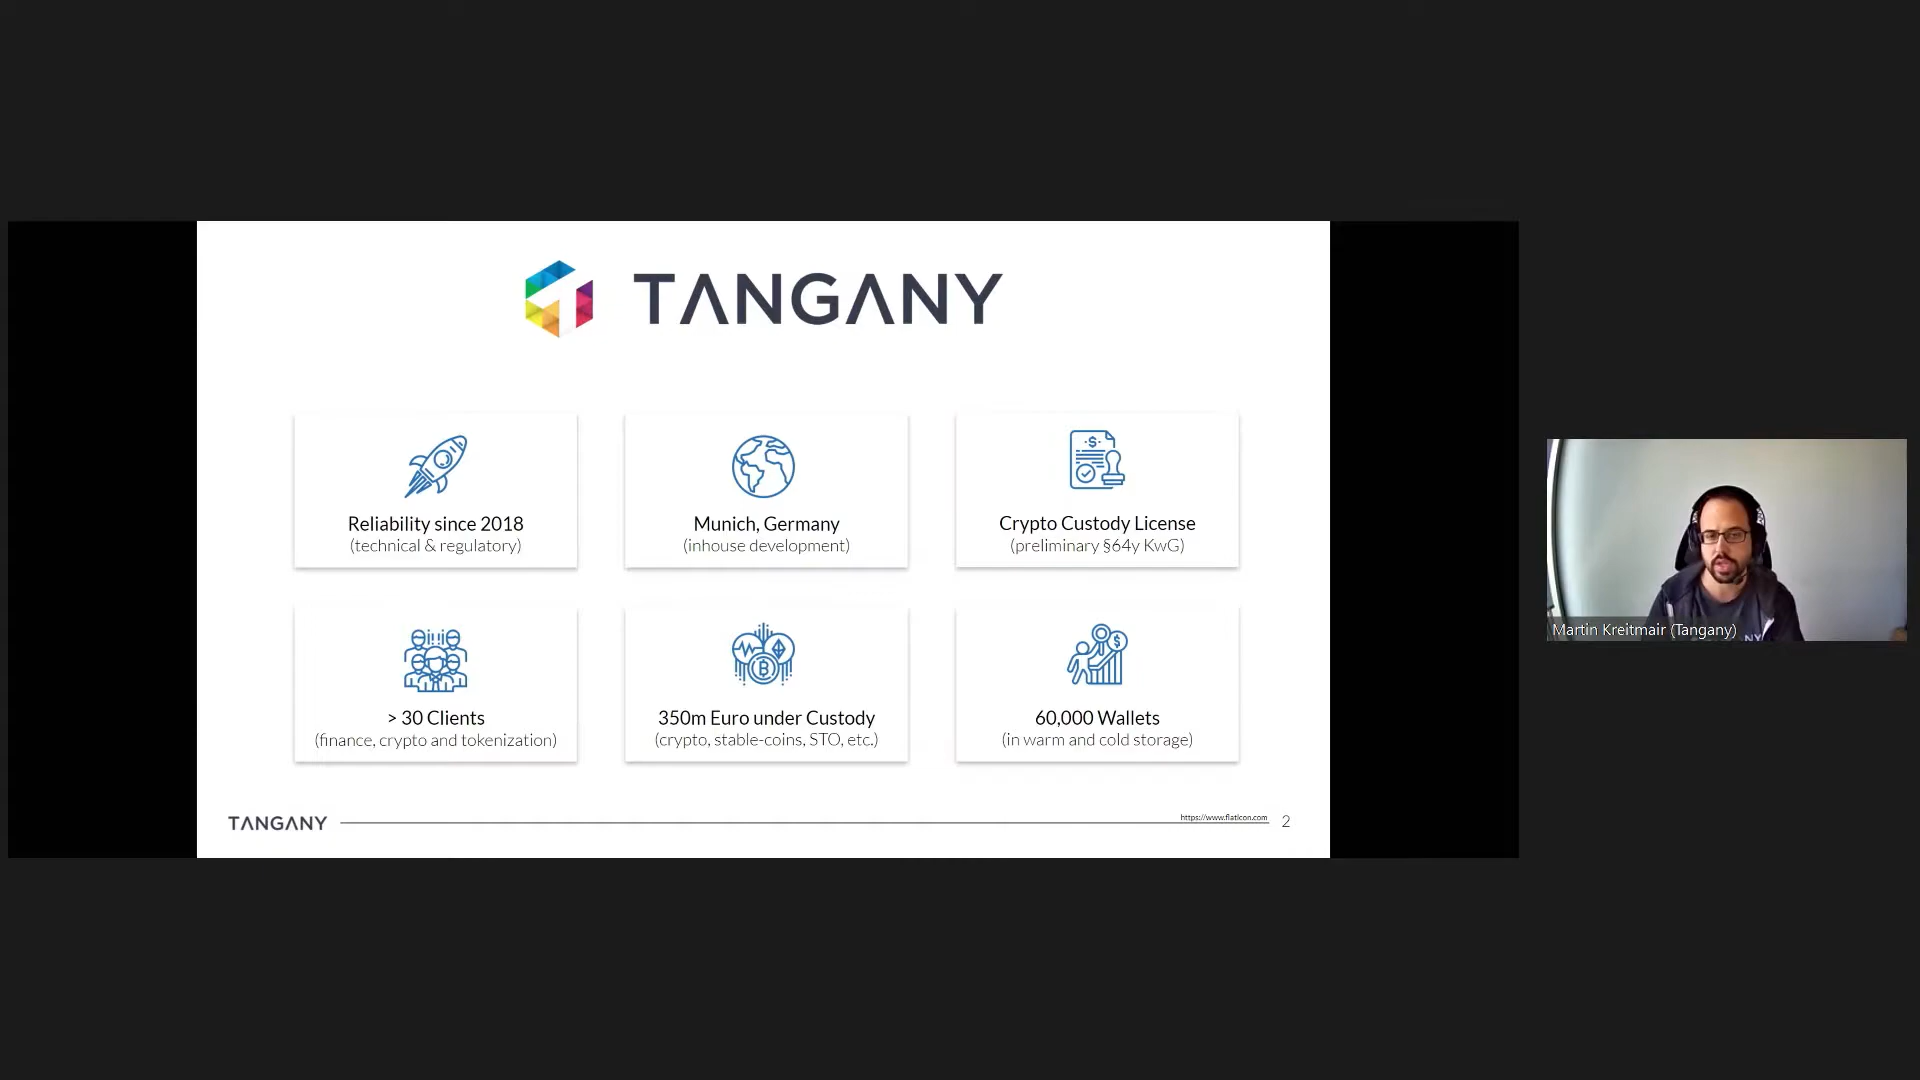 TANGANY
Reliability since 2018
(technical & regulatory)
Munich, Germany
(inhouse development)
Crypto Custody License
(preliminary §64y KwG)
> 30 Clients
(finance, crypto and tokenization)
350m Euro under Custody
(crypto, stable-coins, STO, etc.)
60,000 Wallets
(in warm and cold storage)
TANGANY
https://www.flaticon.com
2
Martin Kreitmair (Tangany)